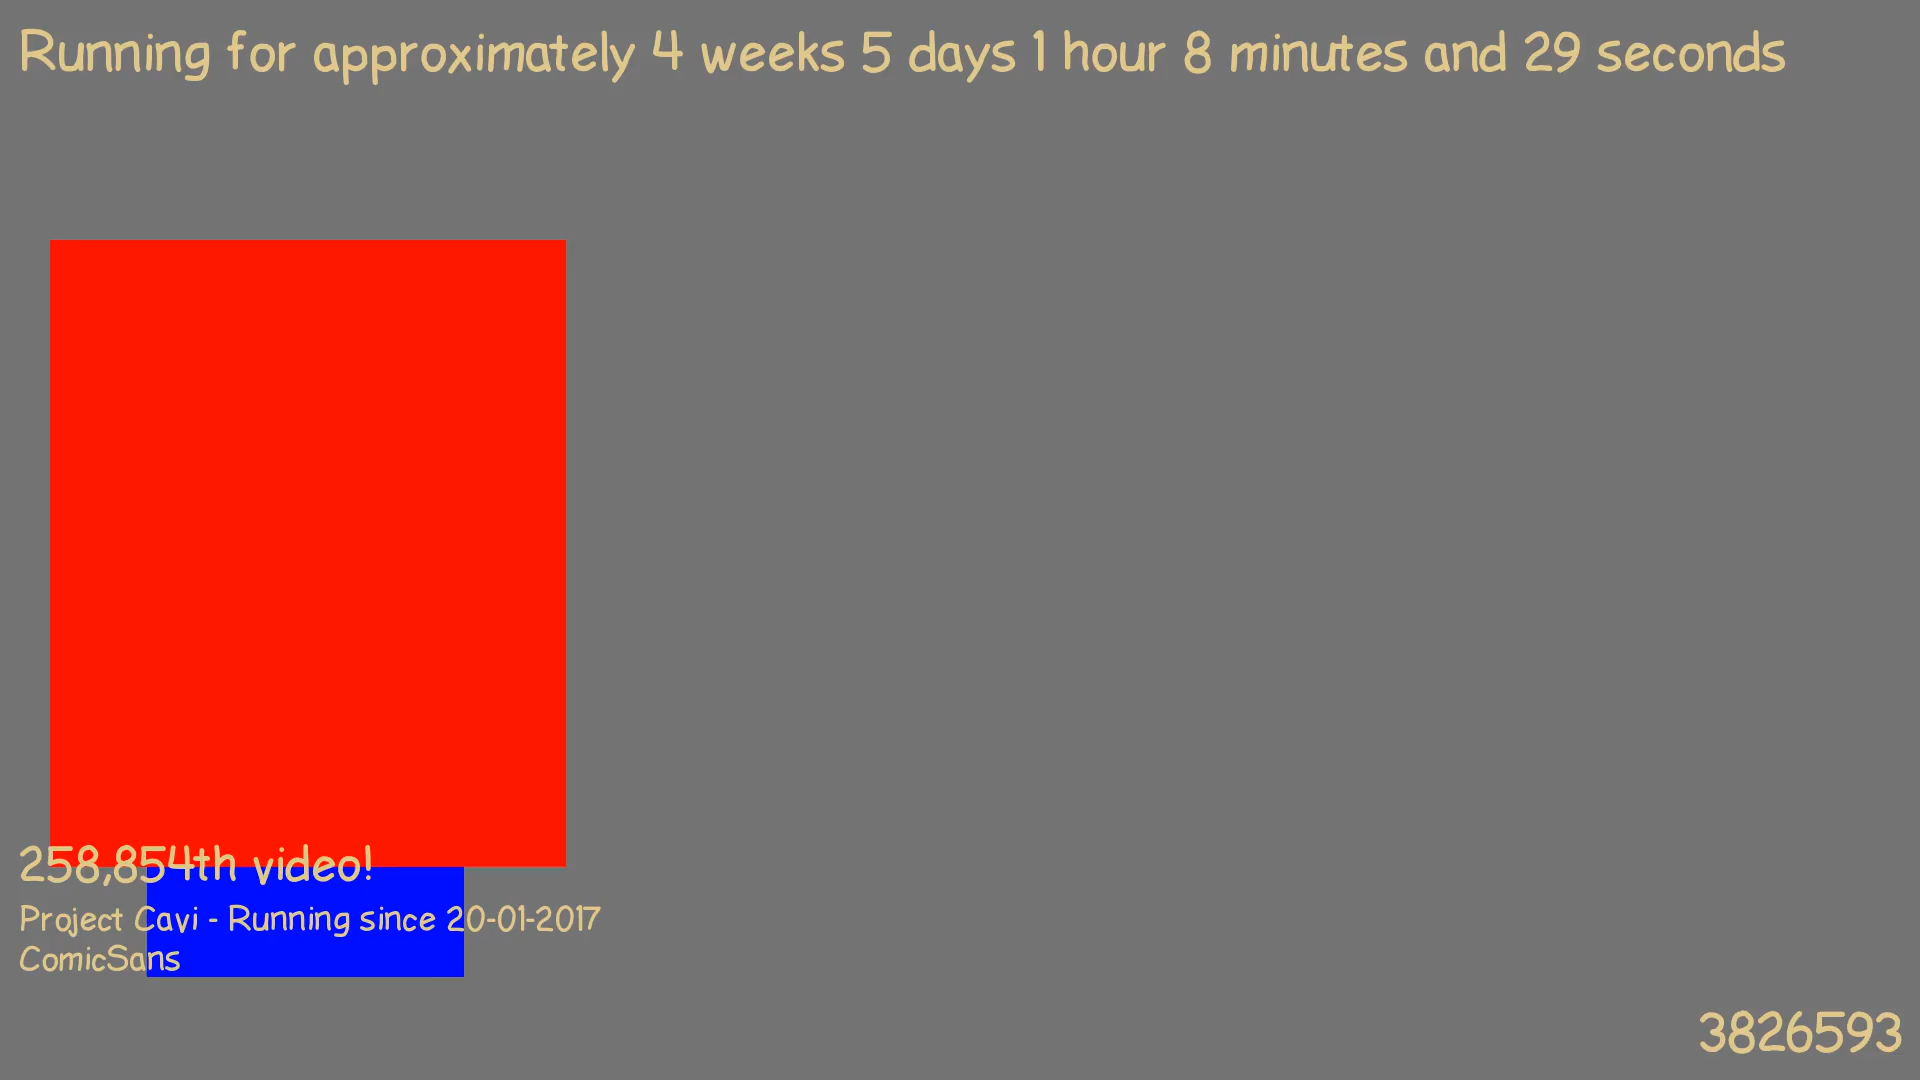 Running for approximately 4 weeks 5 days 1 hour 8 minutes and 29 seconds
258,854th video!
Project Cavi - Running since 20-01-2017
ComicSans
3826593